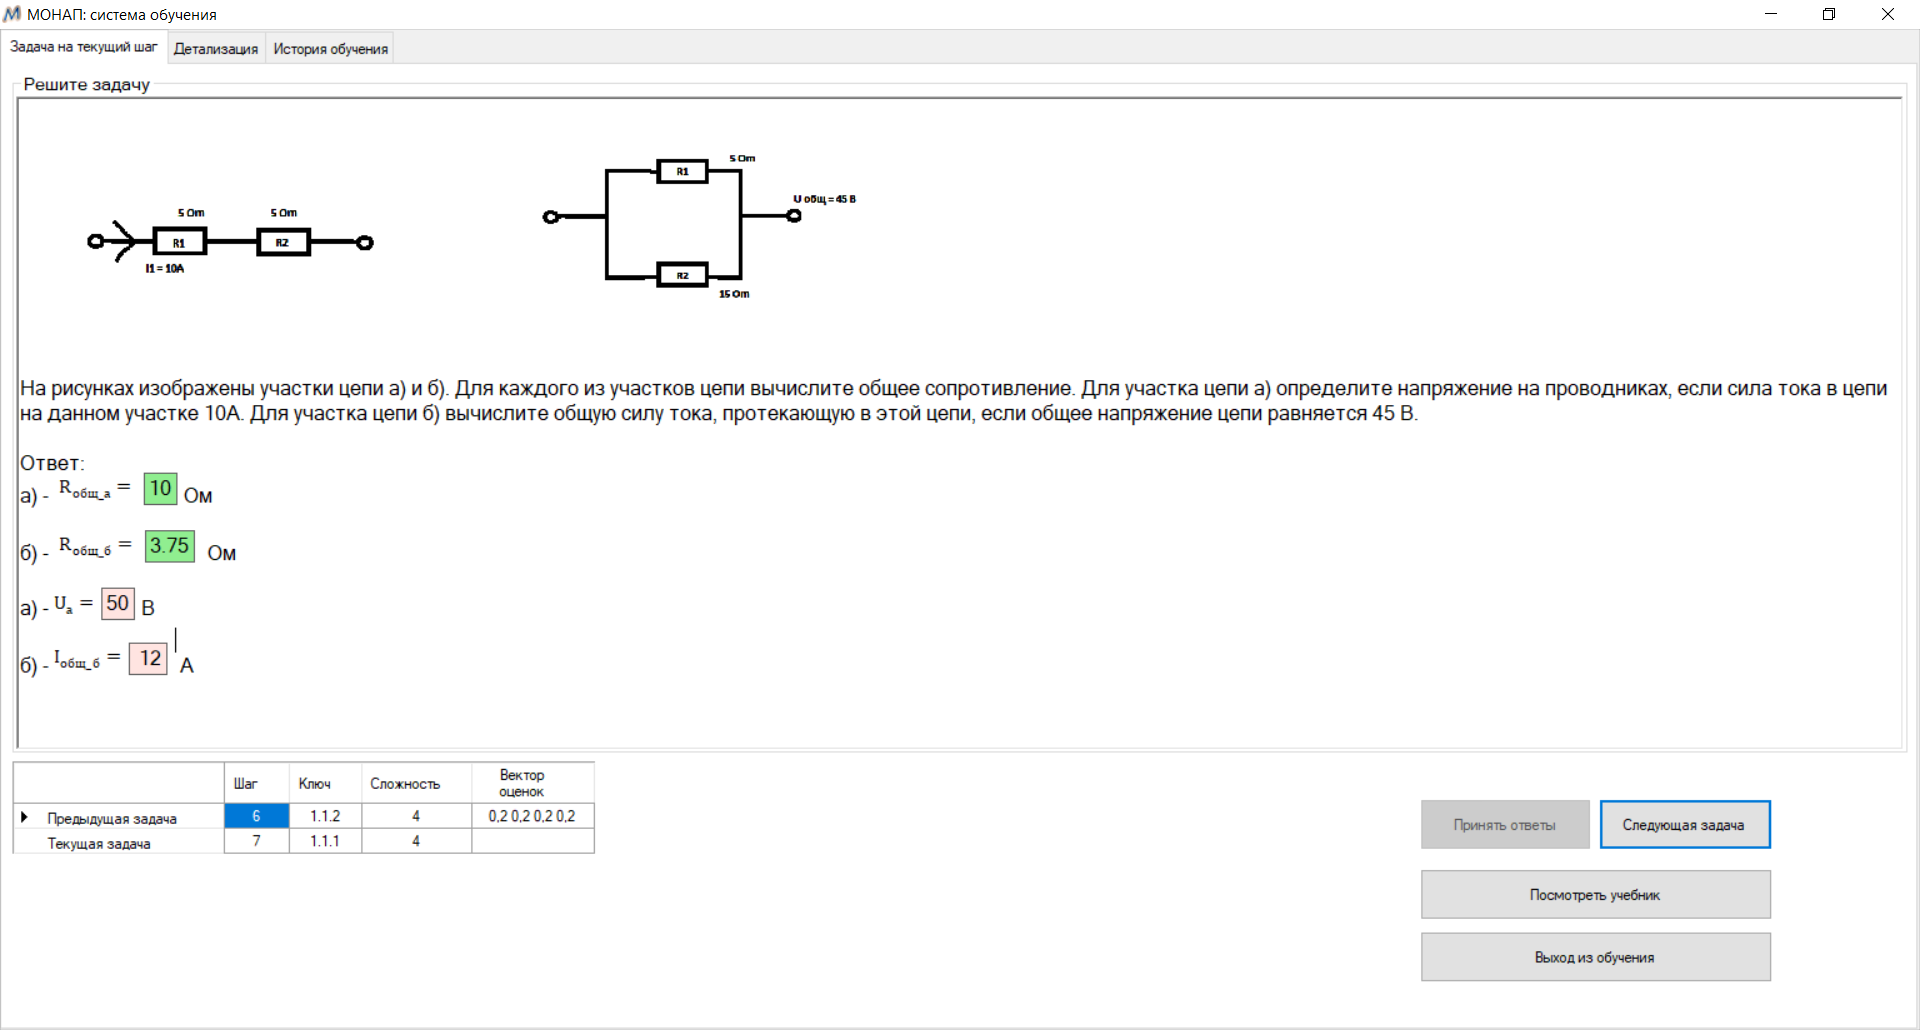 МОНАП: система обучения
Задача на текущий шаг Детализация История обучения
Решите задачу
5 Om 5 Om
R1 R2
I1 = 10A
5 Om
R1
U общ = 45 В
R2
15 Om
На рисунках изображены участки цепи а) и б). Для каждого из участков цепи вычислите общее сопротивление. Для участка цепи а) определите напряжение на проводниках, если сила тока в цепи
на данном участке 10А. Для участка цепи б) вычислите общую силу тока, протекающую в этой цепи, если общее напряжение цепи равняется 45 В.
Ответ:
а) - Rобщ_а = 10 Ом
б) - Rобщ_б = 3.75 Ом
а) - Uа = 50 В
б) - Iобщ_б = 12 А
Шаг Ключ Сложность Вектор оценок
Предыдущая задача 6 1.1.2 4 0,2 0,2 0,2 0,2
Текущая задача 7 1.1.1 4
Принять ответы Следующая задача
Посмотреть учебник
Выход из обучения